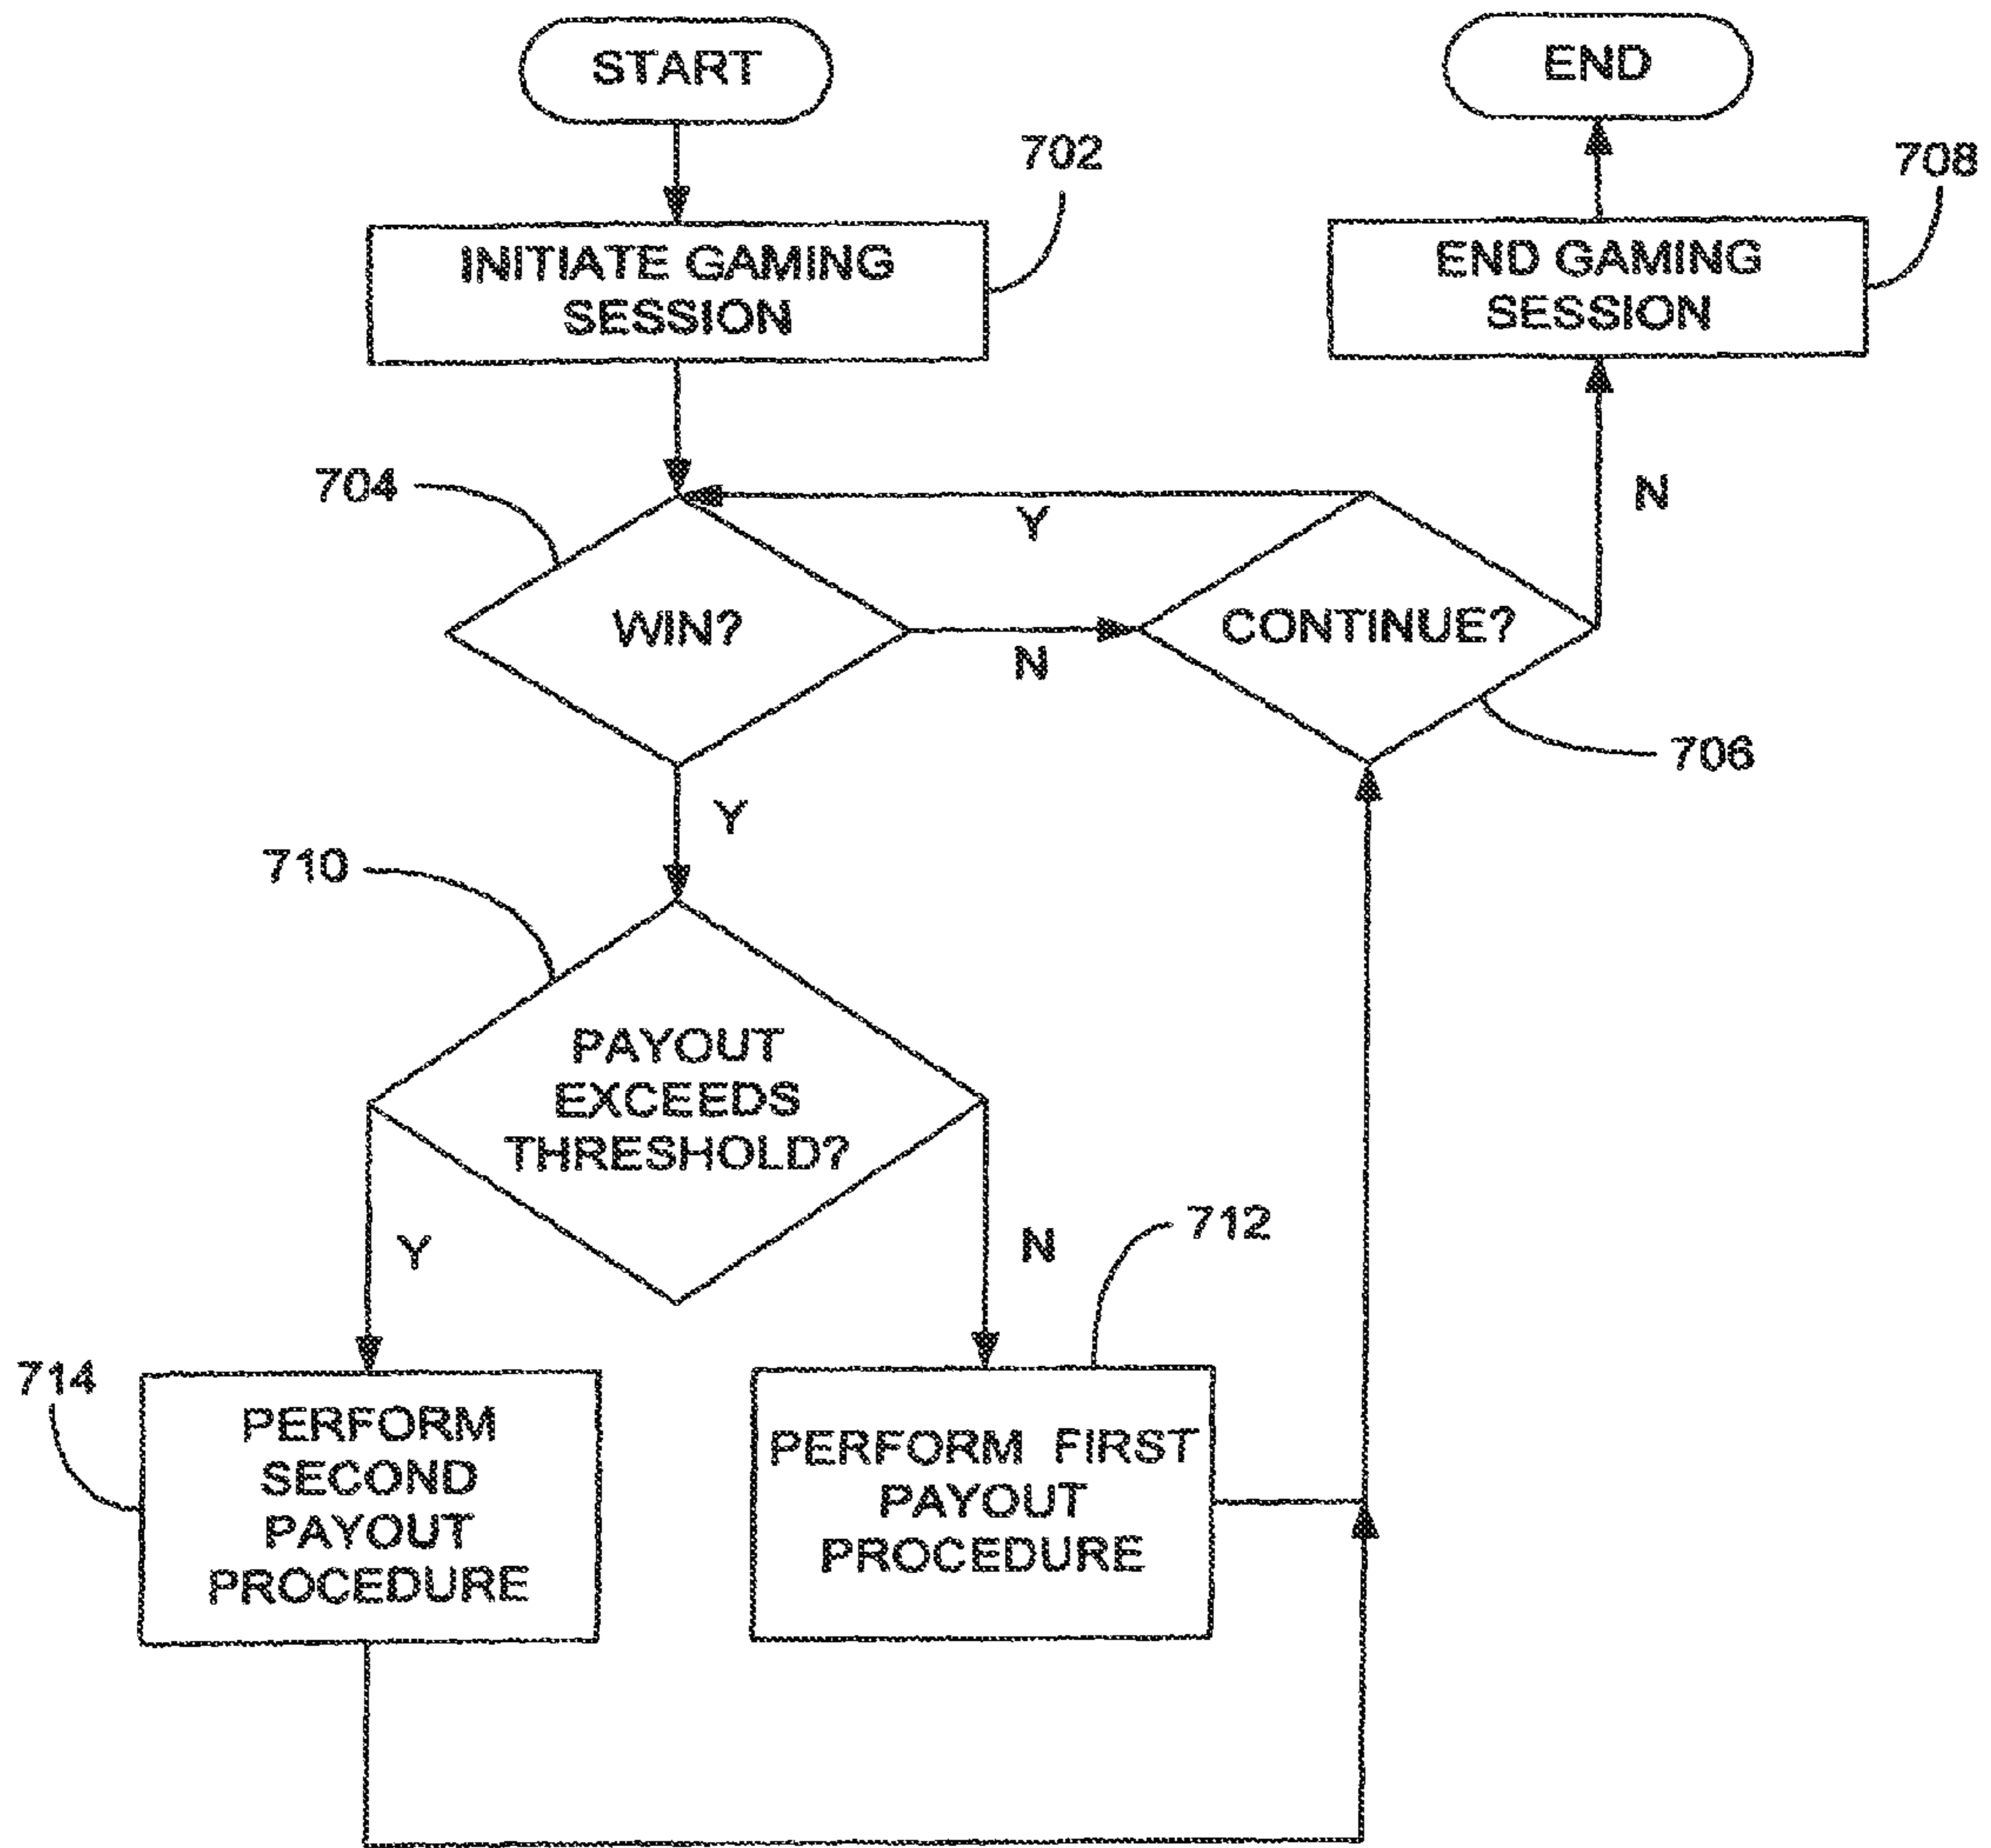 START
END
702
708
INITIATE GAMING
SESSION
END GAMING
SESSION
704
Y
N
WIN?
CONTINUE?
N
706
Y
710
PAYOUT
EXCEEDS
THRESHOLD?
Y
N
712
714
PERFORM
SECOND
PAYOUT
PROCEDURE
PERFORM FIRST
PAYOUT
PROCEDURE